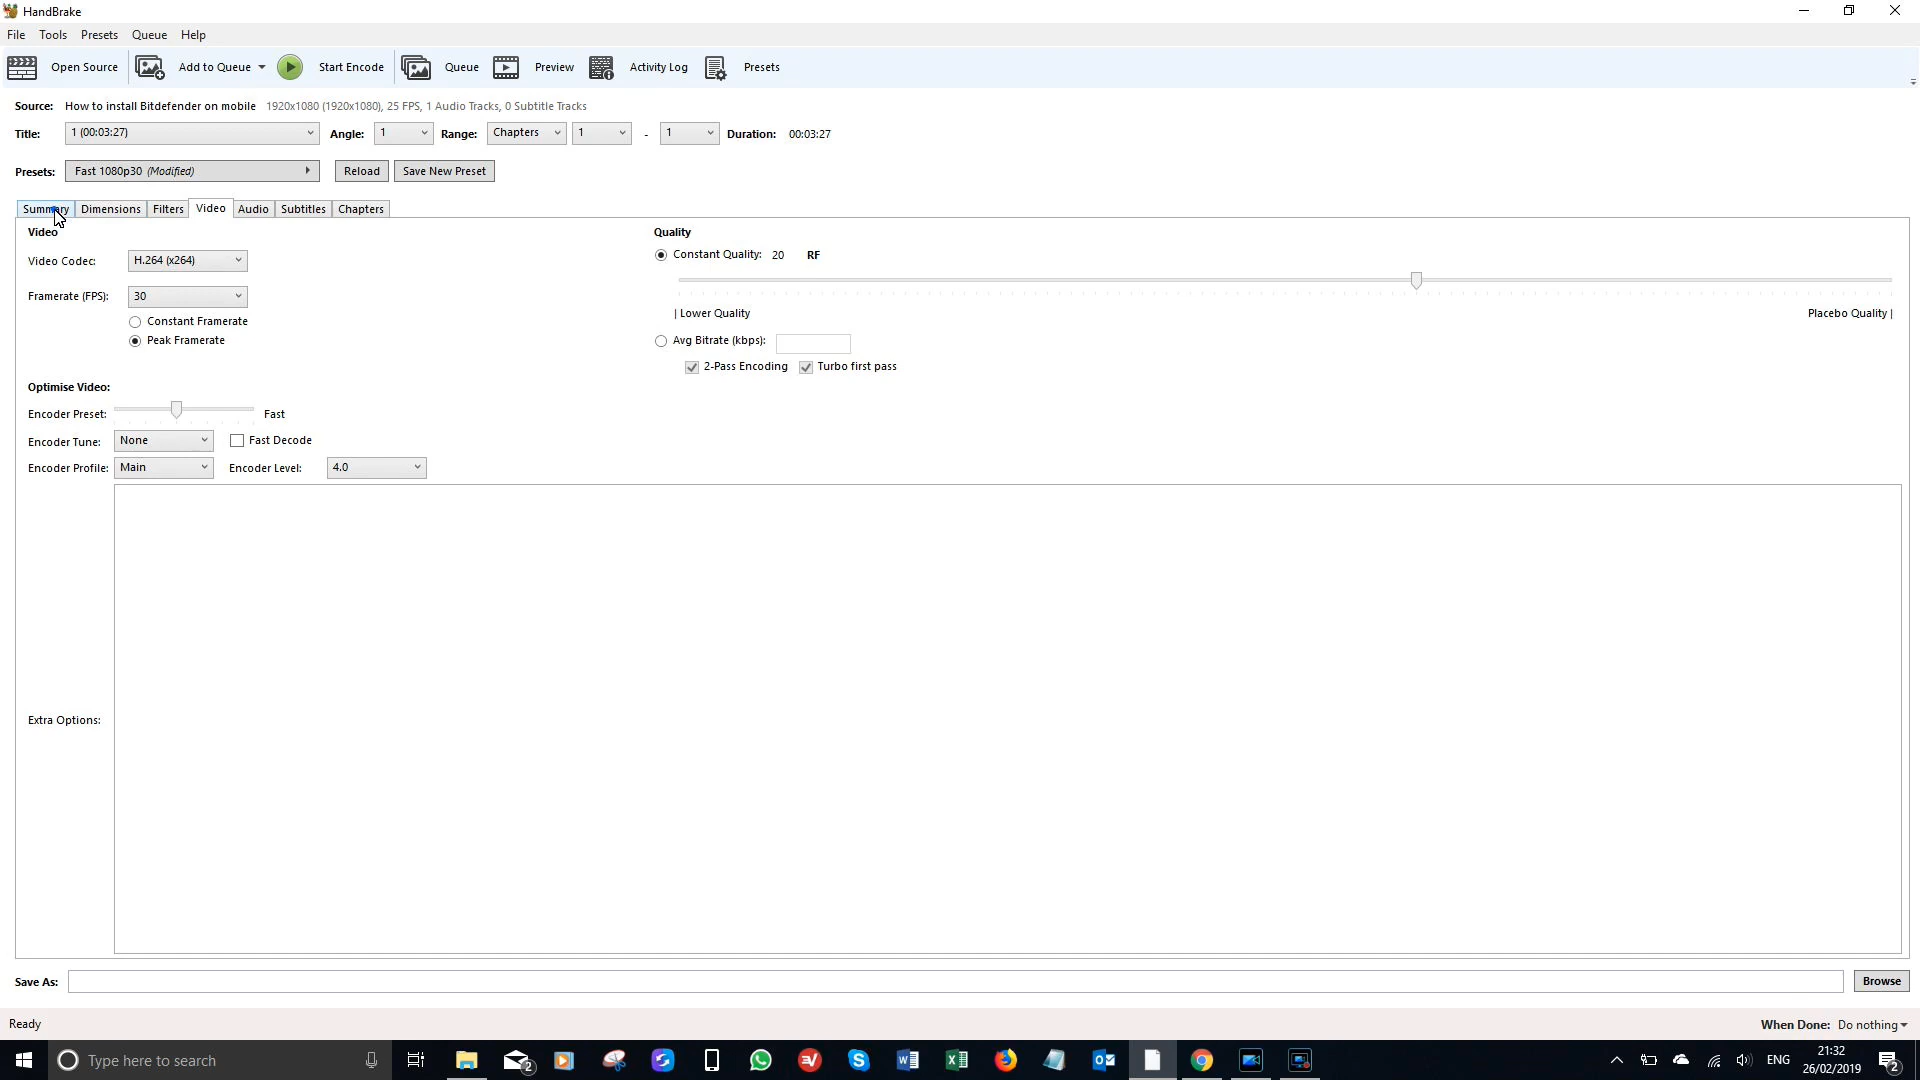 HandBrake
File Tools Presets Queue Help
Open Source Add to Queue Start Encode Queue Preview Activity Log Presets
Source: How to install Bitdefender on mobile 1920x1080 (1920x1080), 25 FPS, 1 Audio Tracks, 0 Subtitle Tracks
Title: 1 (00:03:27) Angle: 1 Range: Chapters 1 - 1 Duration: 00:03:27
Presets: Fast 1080p30 (Modified) Reload Save New Preset
Summary Dimensions Filters Video Audio Subtitles Chapters
Video Quality
Video Codec: H.264 (x264) Constant Quality: 20 RF
Framerate (FPS): 30
| Lower Quality Placebo Quality |
Constant Framerate
Peak Framerate Avg Bitrate (kbps):
2-Pass Encoding Turbo first pass
Optimise Video:
Encoder Preset: Fast
Encoder Tune: None Fast Decode
Encoder Profile: Main Encoder Level: 4.0
Extra Options:
Save As: Browse
Ready When Done: Do nothing
Type here to search 2 ENG 21:32
26/02/2019 2